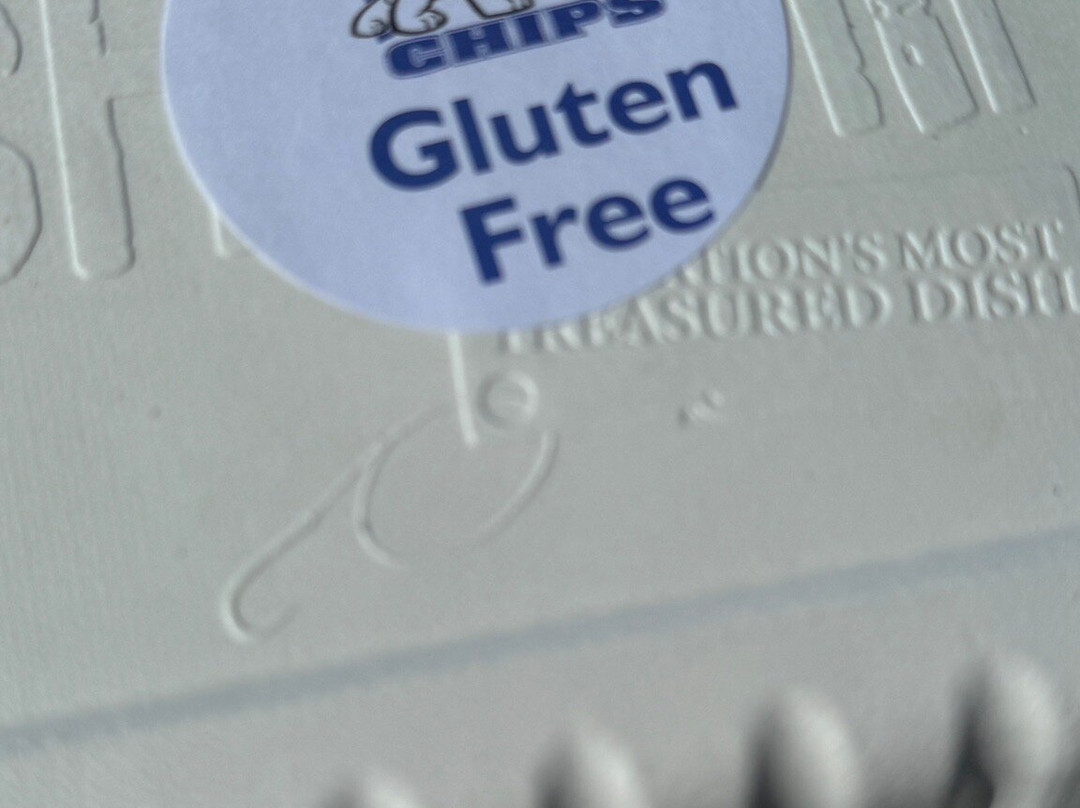 CHIPS
Gluten
Free
NATION'S MOST
TREASURED DISH